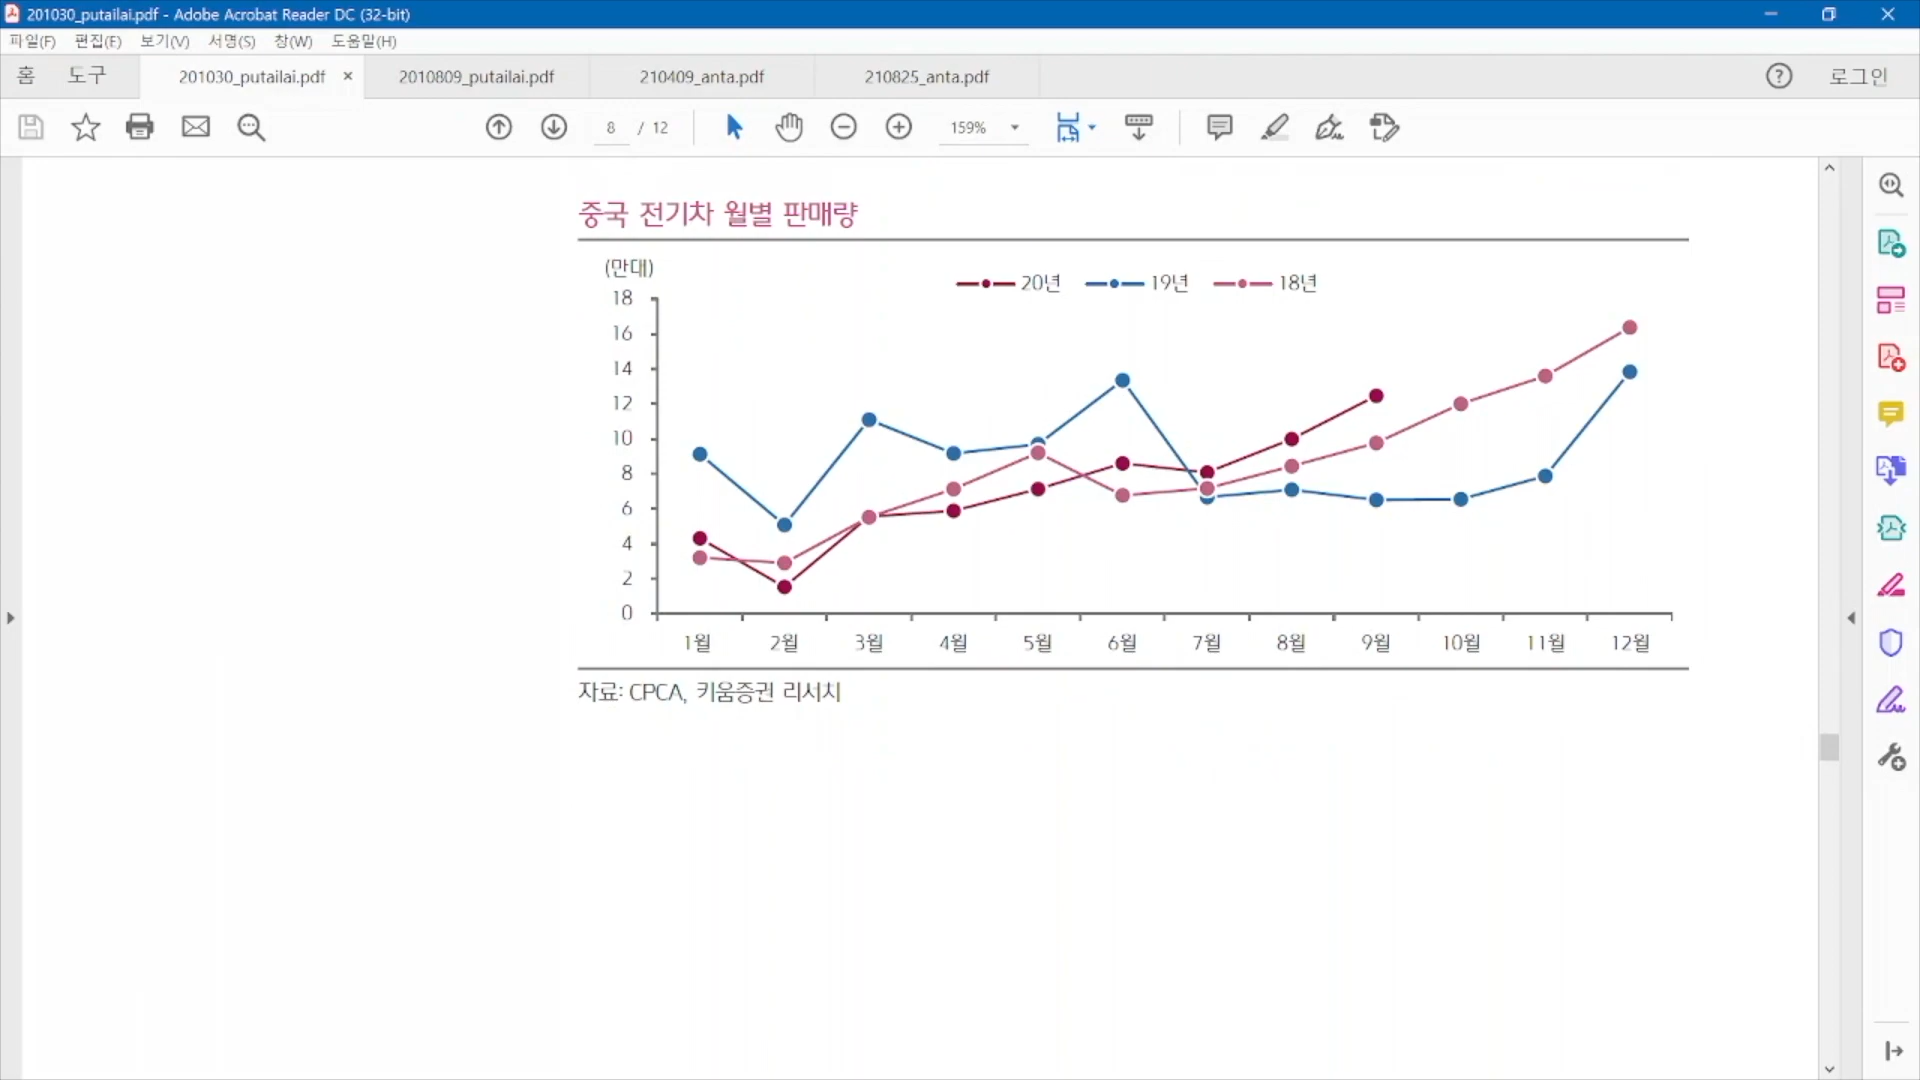 201030_putailai.pdf - Adobe Acrobat Reader DC (32-bit)
파일(F) 편집(E) 보기(V) 서명(S) 창(W) 도움말(H)
홈 도구 201030_putailai.pdf × 2010809_putailai.pdf 210409_anta.pdf 210825_anta.pdf 로그인
8 / 12 159%
중국 전기차 월별 판매량
(만대)
20년 19년 18년
18
16
14
12
10
8
6
4
2
0
1월 2월 3월 4월 5월 6월 7월 8월 9월 10월 11월 12월
자료: CPCA, 키움증권 리서치